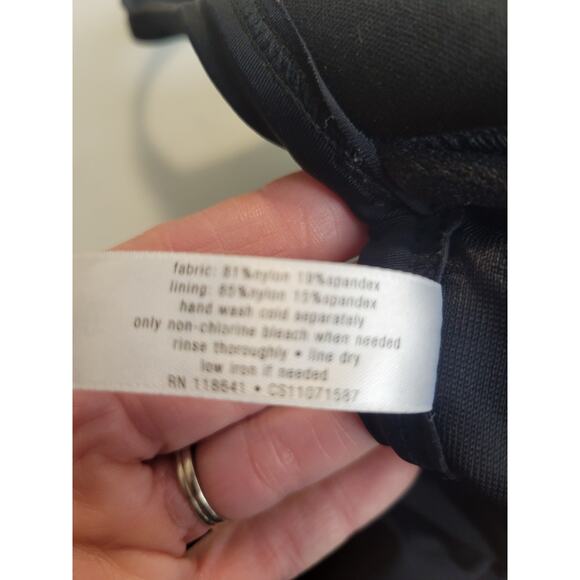 fabric: 81%nylon 19%spandex
lining: 85%nylon 15%spandex
hand wash cold separately
only non-chlorine bleach when needed
rinse thoroughly • line dry
low iron if needed
RN 118641 • CS11071587